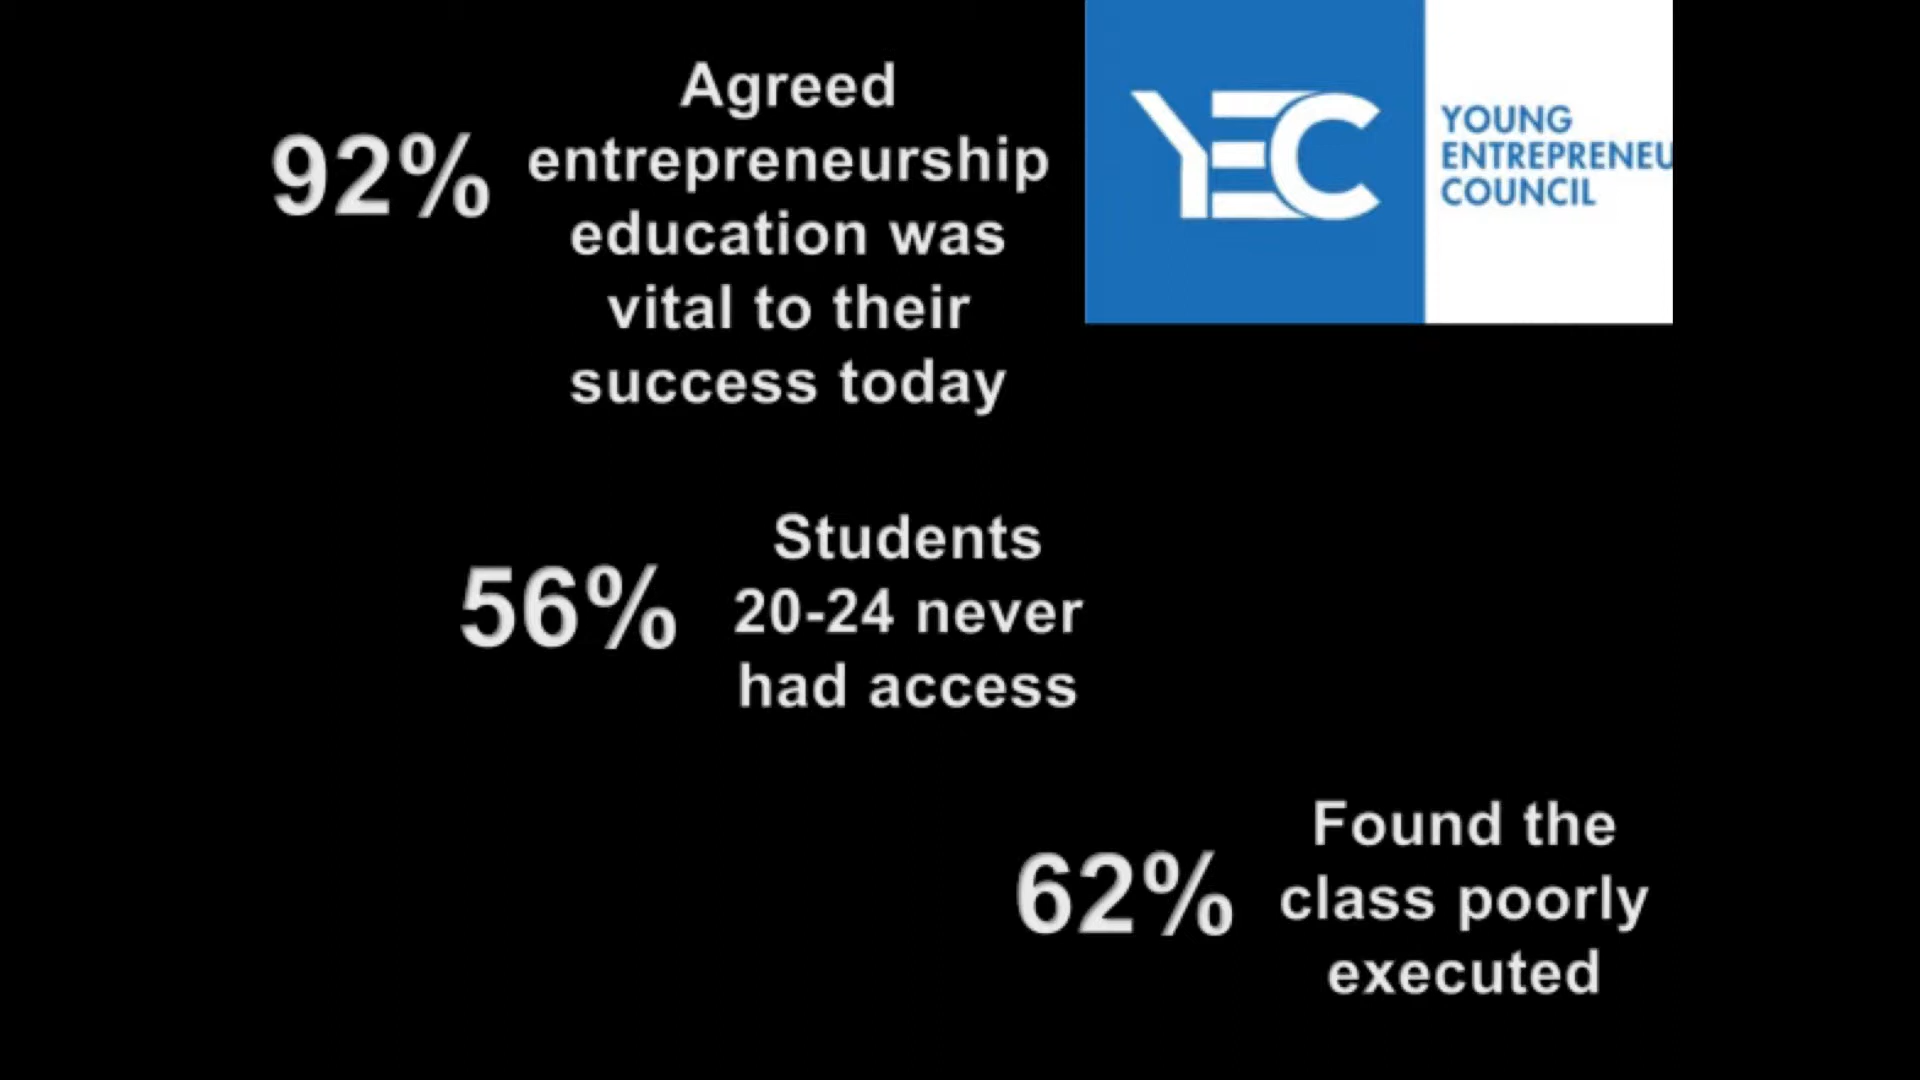 Agreed
92% entrepreneurship
education was
vital to their
success today
YEC
YOUNG
ENTREPRENEU
COUNCIL
Students
56% 20-24 never
had access
Found the
62% class poorly
executed